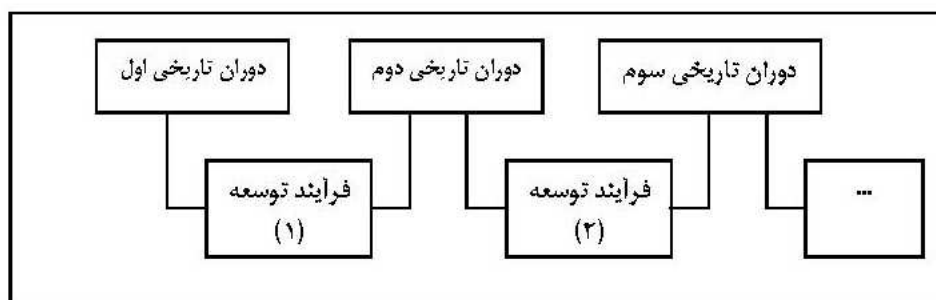 دوران تاریخی اول
دوران تاریخی دوم
دوران تاریخی سوم
فرآیند توسعه
(۱)
فرآیند توسعه
(۲)
...